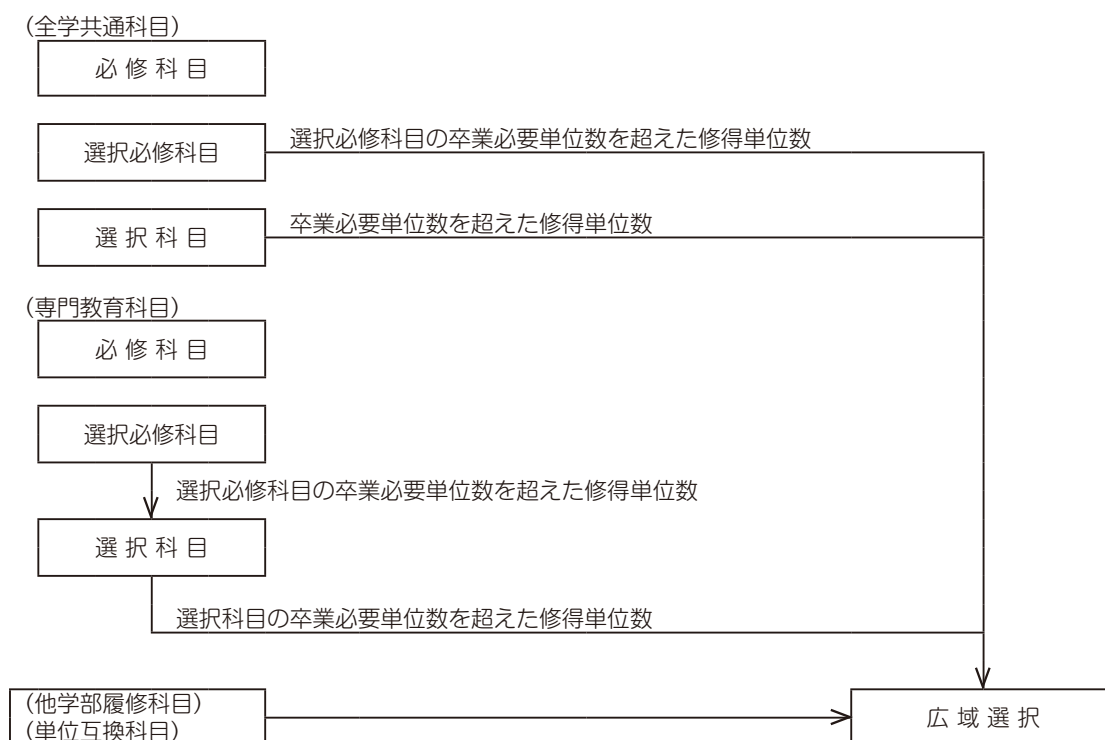 (全学共通科目)
必 修 科 目
選択必修科目
選択必修科目の卒業必要単位数を超えた修得単位数
選 択 科 目
卒業必要単位数を超えた修得単位数
(専門教育科目)
必 修 科 目
選択必修科目
選択必修科目の卒業必要単位数を超えた修得単位数
選 択 科 目
選択科目の卒業必要単位数を超えた修得単位数
(他学部履修科目)
(単位互換科目)
広 域 選 択